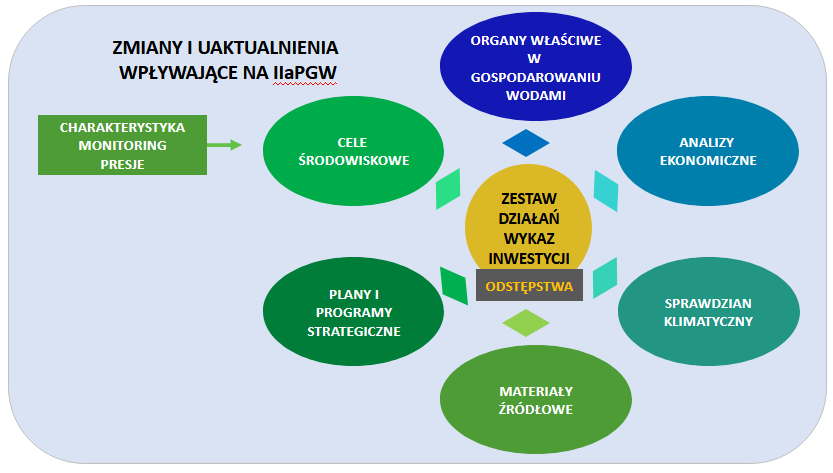 ZMIANY I UAKTUALNIENIA
WPŁYWAJĄCE NA IIaPGW
ORGANY WŁAŚCIWE
W
GOSPODAROWANIU
WODAMI
CHARAKTERYSTYKA
MONITORING
PRESJE
CELE
ŚRODOWISKOWE
ANALIZY
EKONOMICZNE
ZESTAW
DZIAŁAŃ
WYKAZ
INWESTYCJI
ODSTĘPSTWA
PLANY I
PROGRAMY
STRATEGICZNE
SPRAWDZIAN
KLIMATYCZNY
MATERIAŁY
ŹRÓDŁOWE